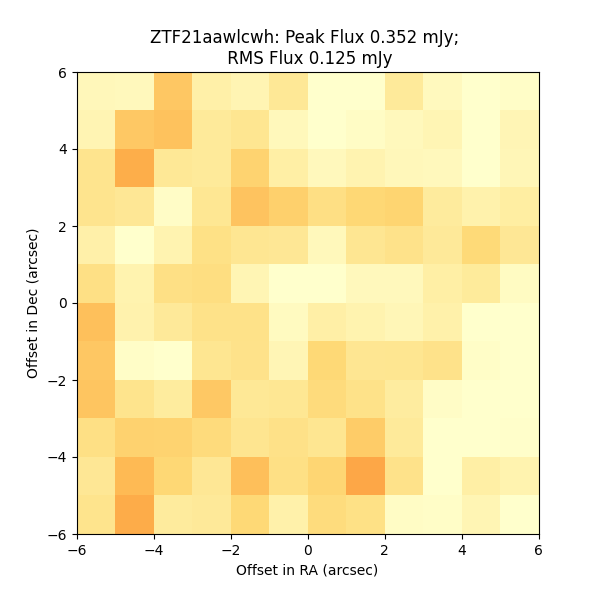 ZTF21aawlcwh: Peak Flux 0.352 mJy;
RMS Flux 0.125 mJy
6
4
2
0
−2
−4
−6
Offset in Dec (arcsec)
−6 −4 −2 0 2 4 6
Offset in RA (arcsec)